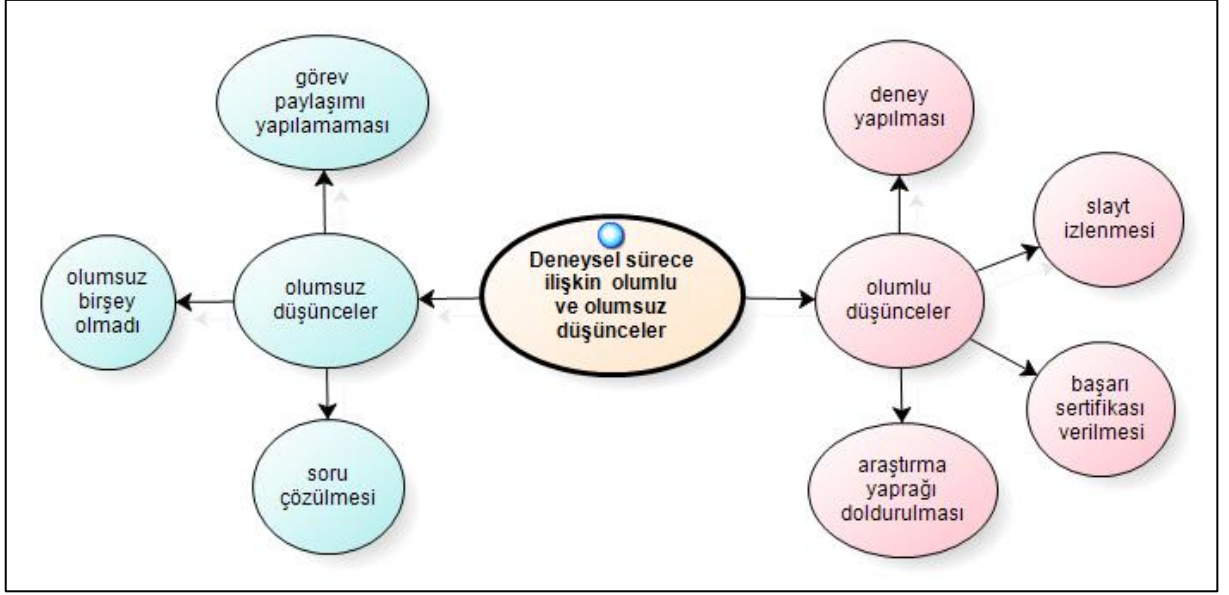 görev
paylaşımı
yapılamaması
deney
yapılması
slayt
izlenmesi
olumsuz
birşey
olmadı
olumsuz
düşünceler
Deneysel sürece
ilişkin olumlu
ve olumsuz
düşünceler
olumlu
düşünceler
başarı
sertifikası
verilmesi
soru
çözülmesi
araştırma
yaprağı
doldurulması